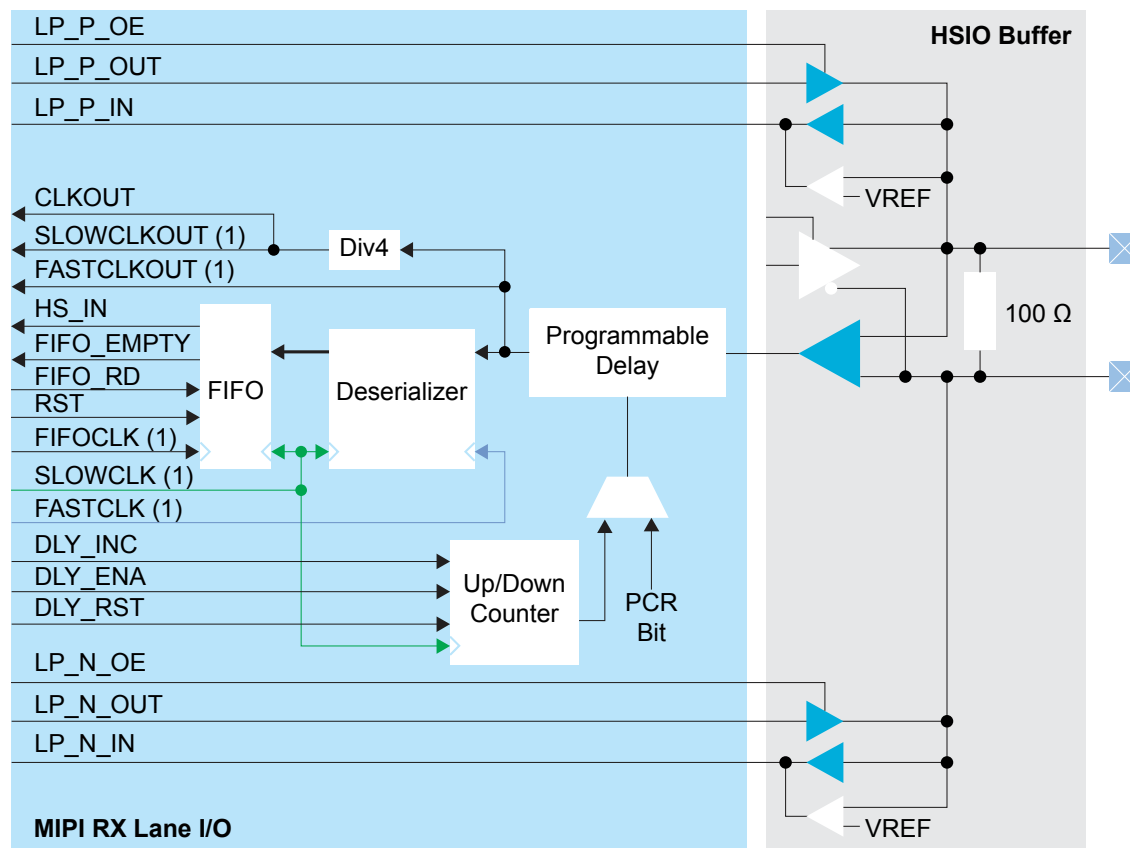 LP_P_OE
HSIO Buffer
LP_P_OUT
LP_P_IN
VREF
CLKOUT
SLOWCLKOUT (1)
Div4
FASTCLKOUT (1)
HS_IN
FIFO_EMPTY
FIFO_RD
RST
FIFOCLK (1)
SLOWCLK (1)
FASTCLK (1)
FIFO
Deserializer
Programmable
Delay
100 Ω
DLY_INC
DLY_ENA
DLY_RST
Up/Down
Counter
PCR
Bit
LP_N_OE
LP_N_OUT
LP_N_IN
VREF
MIPI RX Lane I/O